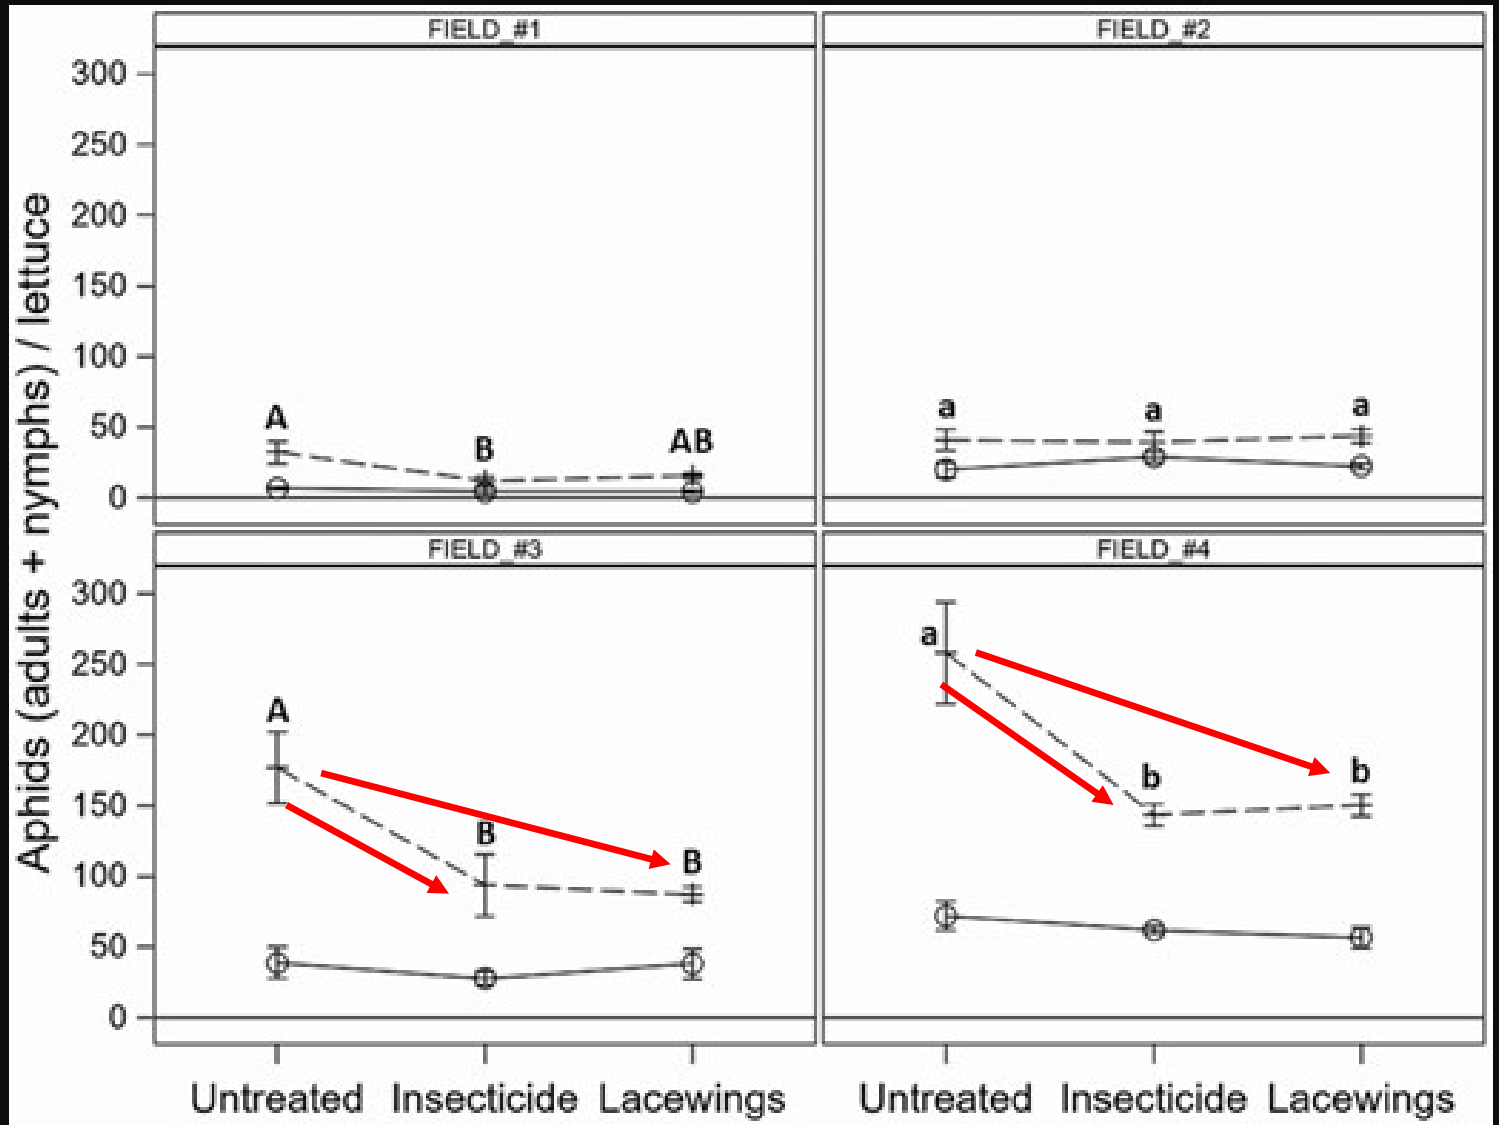 Aphids (adults + nymphs) / lettuce
FIELD_#1
300
250
200
150
100
50
0
A
B
AB
FIELD_#2
a
a
a
FIELD_#3
300
250
200
150
100
50
0
A
B
B
FIELD_#4
a
b
b
Untreated Insecticide Lacewings
Untreated Insecticide Lacewings